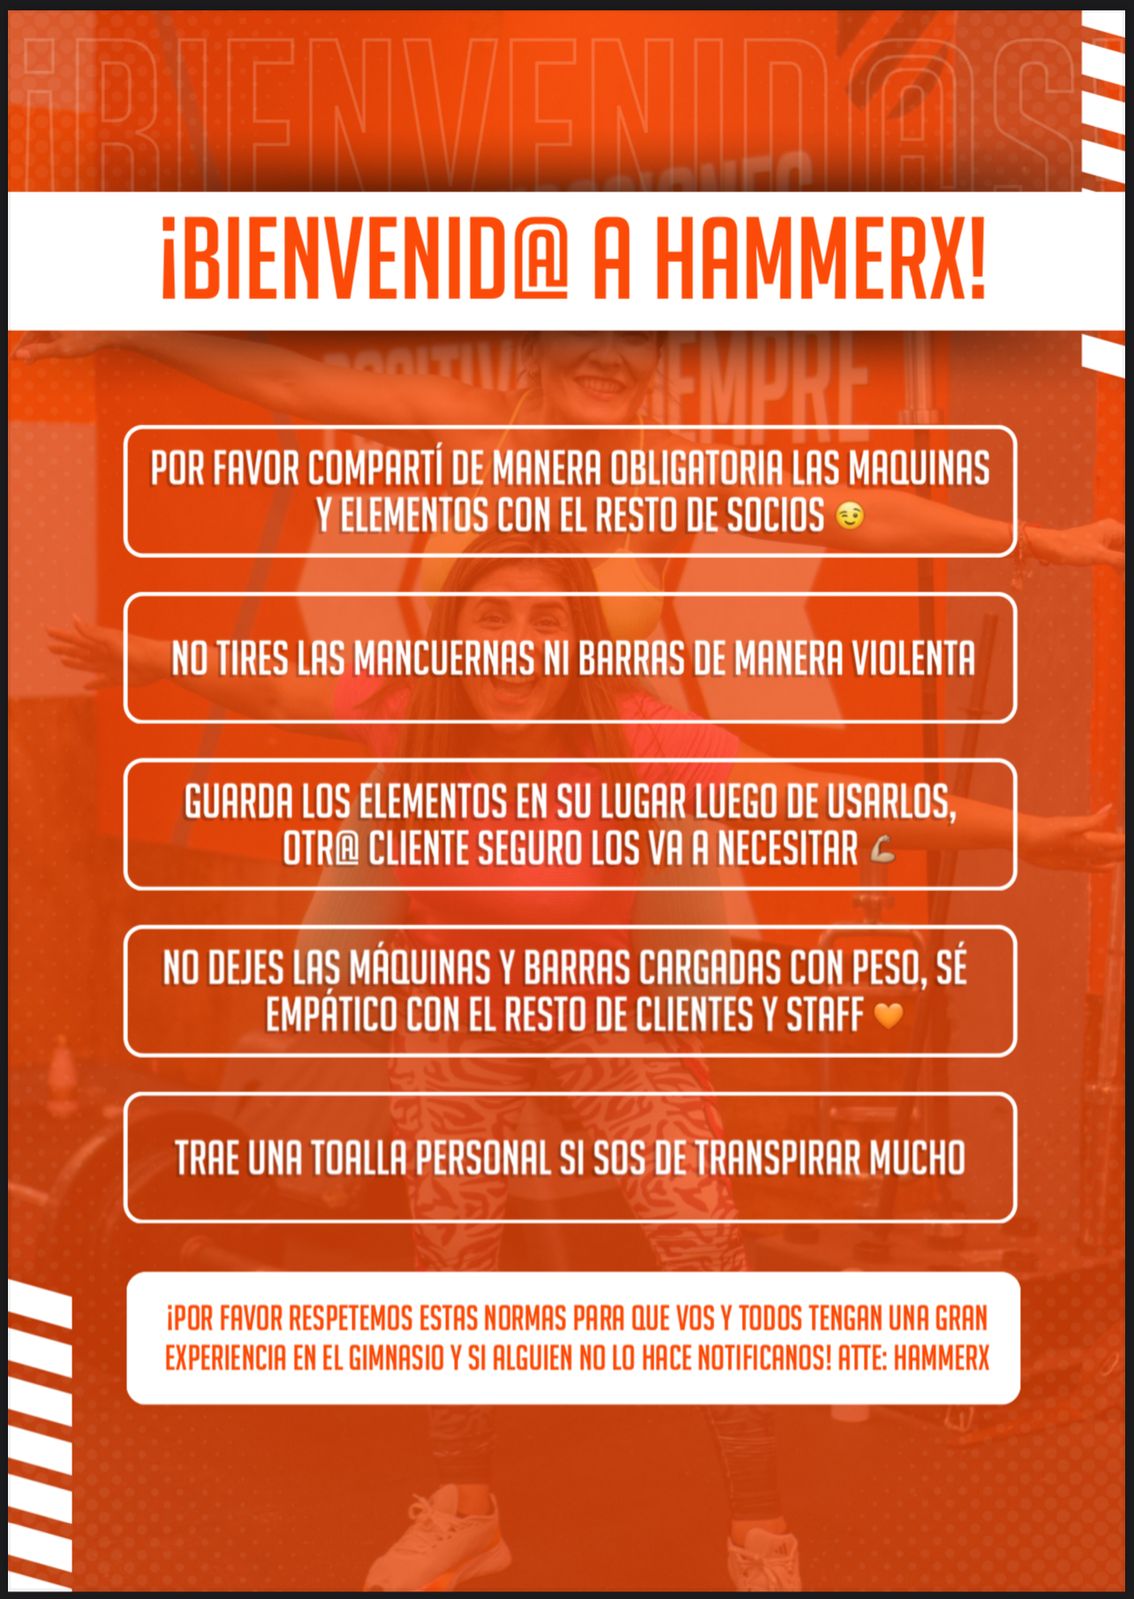 ¡BIENVENID@S!
¡BIENVENID@ A HAMMERX!
POR FAVOR COMPARTÍ DE MANERA OBLIGATORIA LAS MAQUINAS
Y ELEMENTOS CON EL RESTO DE SOCIOS 😉
NO TIRES LAS MANCUERNAS NI BARRAS DE MANERA VIOLENTA
GUARDA LOS ELEMENTOS EN SU LUGAR LUEGO DE USARLOS,
OTR@ CLIENTE SEGURO LOS VA A NECESITAR 💪
NO DEJES LAS MÁQUINAS Y BARRAS CARGADAS CON PESO, SÉ
EMPÁTICO CON EL RESTO DE CLIENTES Y STAFF 🧡
TRAE UNA TOALLA PERSONAL SI SOS DE TRANSPIRAR MUCHO
¡POR FAVOR RESPETEMOS ESTAS NORMAS PARA QUE VOS Y TODOS TENGAN UNA GRAN
EXPERIENCIA EN EL GIMNASIO Y SI ALGUIEN NO LO HACE NOTIFICANOS! ATTE: HAMMERX